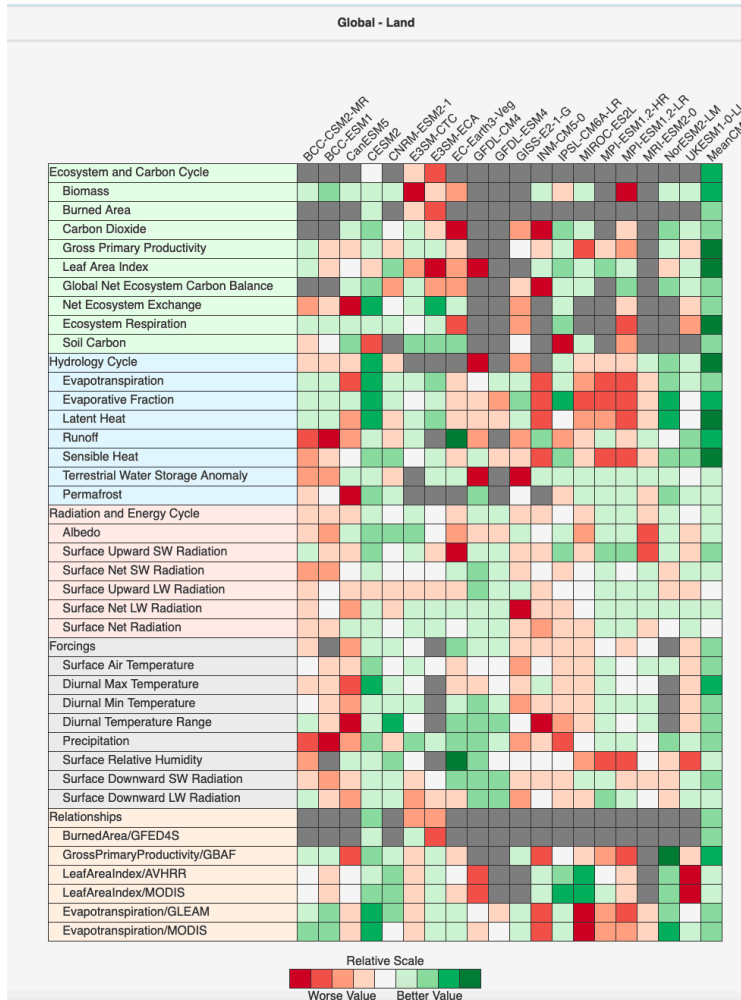 Global - Land
BCC-CSM2-MR
BCC-ESM1
CanESM5
CESM2
CNRM-ESM2-1
E3SM-CTC
E3SM-ECA
EC-Earth3-Veg
GFDL-CM4
GFDL-ESM4
GISS-E2-1-G
INM-CM5-0
IPSL-CM6A-LR
MIROC-ES2L
MPI-ESM1.2-HR
MPI-ESM1.2-LR
MRI-ESM2-0
NorESM2-LM
UKESM1-0-LL
MeanCM
Ecosystem and Carbon Cycle
Biomass
Burned Area
Carbon Dioxide
Gross Primary Productivity
Leaf Area Index
Global Net Ecosystem Carbon Balance
Net Ecosystem Exchange
Ecosystem Respiration
Soil Carbon
Hydrology Cycle
Evapotranspiration
Evaporative Fraction
Latent Heat
Runoff
Sensible Heat
Terrestrial Water Storage Anomaly
Permafrost
Radiation and Energy Cycle
Albedo
Surface Upward SW Radiation
Surface Net SW Radiation
Surface Upward LW Radiation
Surface Net LW Radiation
Surface Net Radiation
Forcings
Surface Air Temperature
Diurnal Max Temperature
Diurnal Min Temperature
Diurnal Temperature Range
Precipitation
Surface Relative Humidity
Surface Downward SW Radiation
Surface Downward LW Radiation
Relationships
BurnedArea/GFED4S
GrossPrimaryProductivity/GBAF
LeafAreaIndex/AVHRR
LeafAreaIndex/MODIS
Evapotranspiration/GLEAM
Evapotranspiration/MODIS
Relative Scale
Worse Value Better Value